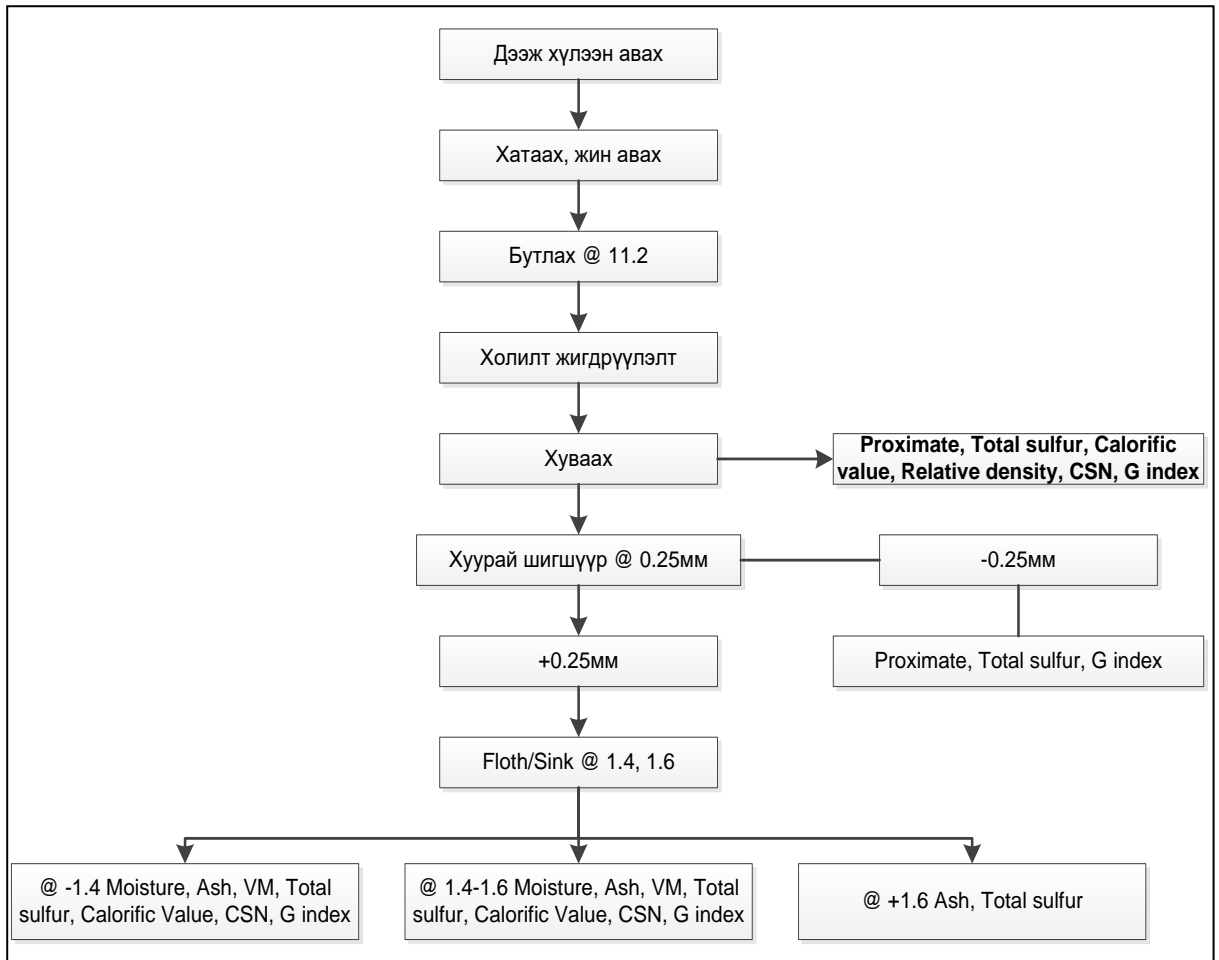 Дээж хүлээн авах
Хатаах, жин авах
Бутлах @ 11.2
Холилт жигдрүүлэлт
Хуваах
Proximate, Total sulfur, Calorific
value, Relative density, CSN, G index
Хуурай шигшүүр @ 0.25мм
-0.25мм
+0.25мм
Proximate, Total sulfur, G index
Floth/Sink @ 1.4, 1.6
@ -1.4 Moisture, Ash, VM, Total
sulfur, Calorific Value, CSN, G index
@ 1.4-1.6 Moisture, Ash, VM, Total
sulfur, Calorific Value, CSN, G index
@ +1.6 Ash, Total sulfur